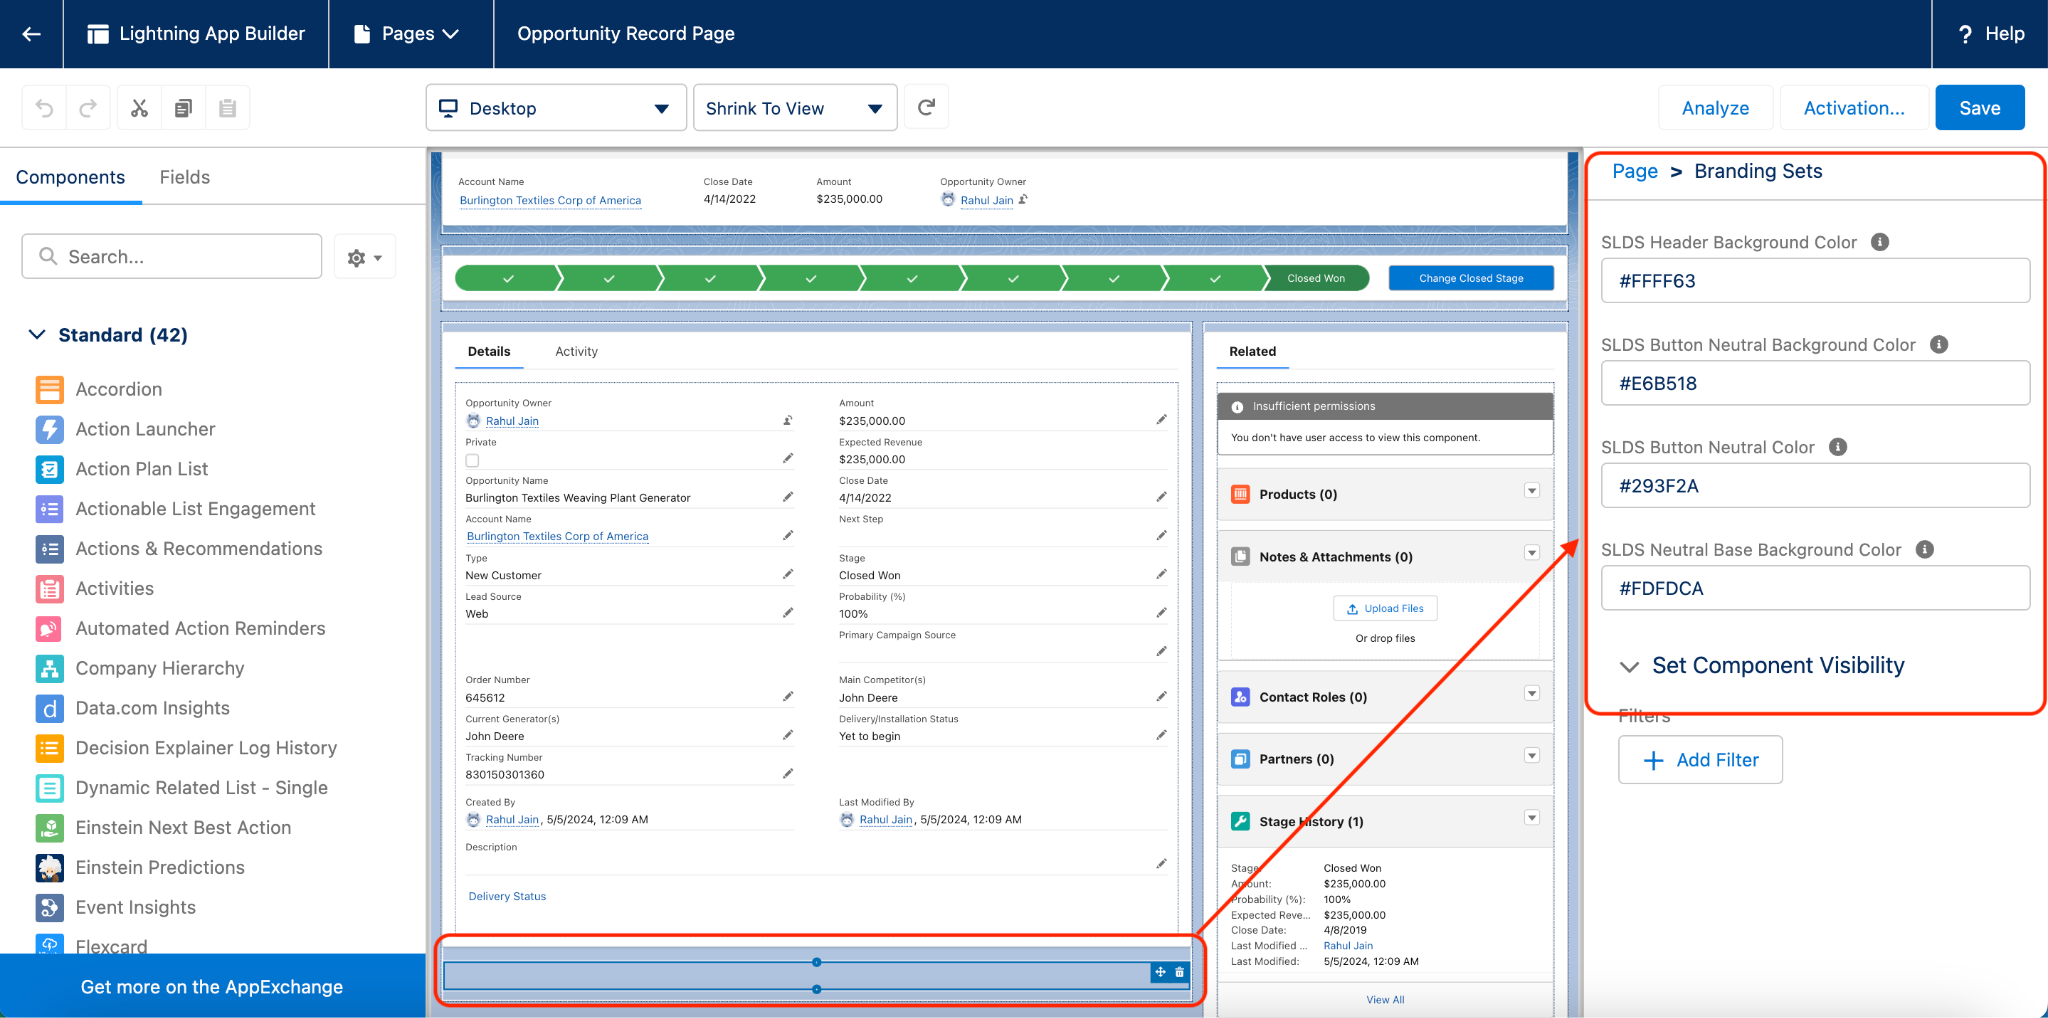 Lightning App Builder
Pages
Opportunity Record Page
? Help
Desktop
Shrink To View
Analyze
Activation...
Save
Components
Fields
Search...
Standard (42)
Accordion
Action Launcher
Action Plan List
Actionable List Engagement
Actions & Recommendations
Activities
Automated Action Reminders
Company Hierarchy
Data.com Insights
Decision Explainer Log History
Dynamic Related List - Single
Einstein Next Best Action
Einstein Predictions
Event Insights
Flexcard
Get more on the AppExchange
Account Name
Burlington Textiles Corp of America
Close Date
4/14/2022
Amount
$235,000.00
Opportunity Owner
Rahul Jain
Closed Won
Change Closed Stage
Details
Activity
Opportunity Owner
Rahul Jain
Amount
$235,000.00
Private
Expected Revenue
$235,000.00
Opportunity Name
Burlington Textiles Weaving Plant Generator
Close Date
4/14/2022
Account Name
Burlington Textiles Corp of America
Next Step
Type
New Customer
Stage
Closed Won
Lead Source
Web
Probability (%)
100%
Primary Campaign Source
Order Number
645612
Main Competitor(s)
John Deere
Current Generator(s)
John Deere
Delivery/Installation Status
Yet to begin
Tracking Number
830150301360
Created By
Rahul Jain, 5/5/2024, 12:09 AM
Last Modified By
Rahul Jain, 5/5/2024, 12:09 AM
Description
Delivery Status
Related
Insufficient permissions
You don't have user access to view this component.
Products (0)
Notes & Attachments (0)
Upload Files
Or drop files
Contact Roles (0)
Partners (0)
Stage History (1)
Stage: Closed Won
Amount: $235,000.00
Probability (%): 100%
Expected Reve... $235,000.00
Close Date: 4/8/2019
Last Modified ... Rahul Jain
Last Modified: 5/5/2024, 12:09 AM
View All
Page > Branding Sets
SLDS Header Background Color
#FFFF63
SLDS Button Neutral Background Color
#E6B518
SLDS Button Neutral Color
#293F2A
SLDS Neutral Base Background Color
#FDFDCA
Set Component Visibility
Filters
Add Filter